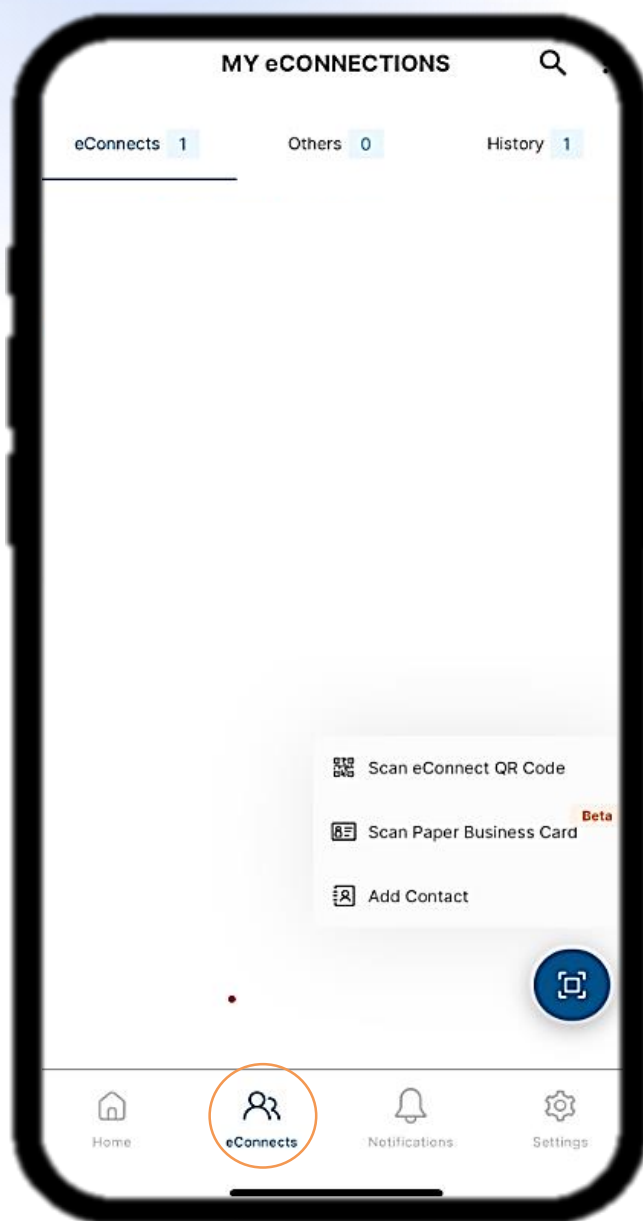 MY eCONNECTIONS
eConnects 1 Others 0 History 1
Scan eConnect QR Code
Beta
Scan Paper Business Card
Add Contact
Home eConnects Notifications Settings